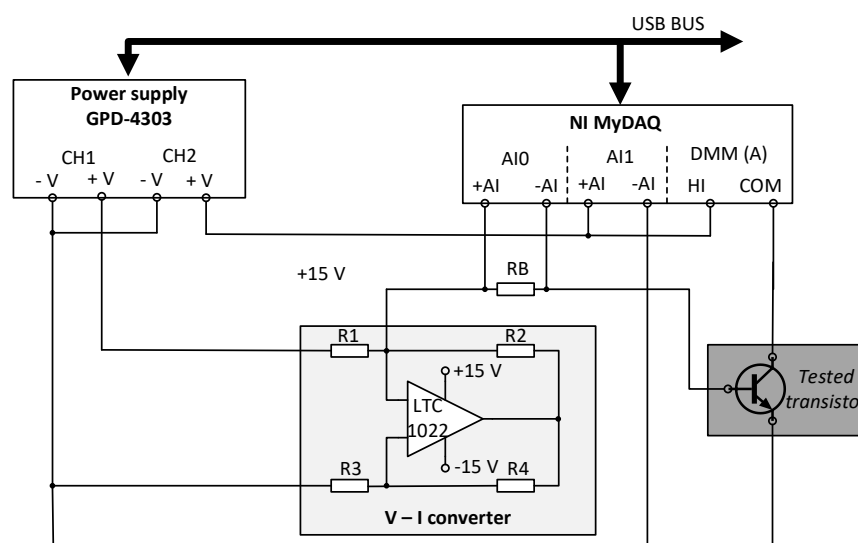 USB BUS
Power supply
GPD-4303
CH1 CH2
- V + V - V + V
NI MyDAQ
AI0 AI1 DMM (A)
+AI -AI +AI -AI HI COM
+15 V
RB
R1 R2
+15 V
LTC
1022
-15 V
R3 R4
V – I converter
Tested
transisto